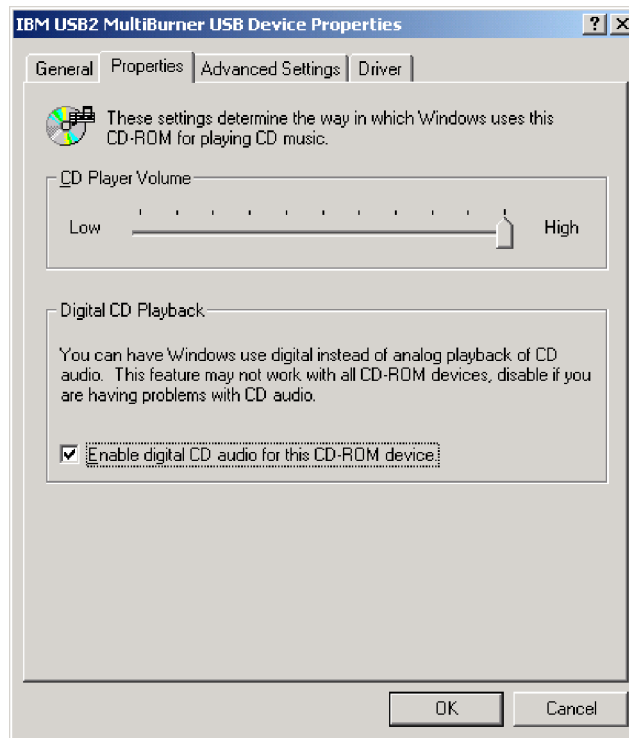 IBM USB2 MultiBurner USB Device Properties
General Properties Advanced Settings Driver
These settings determine the way in which Windows uses this
CD-ROM for playing CD music.
CD Player Volume
Low High
Digital CD Playback
You can have Windows use digital instead of analog playback of CD
audio. This feature may not work with all CD-ROM devices, disable if you
are having problems with CD audio.
Enable digital CD audio for this CD-ROM device.
OK Cancel